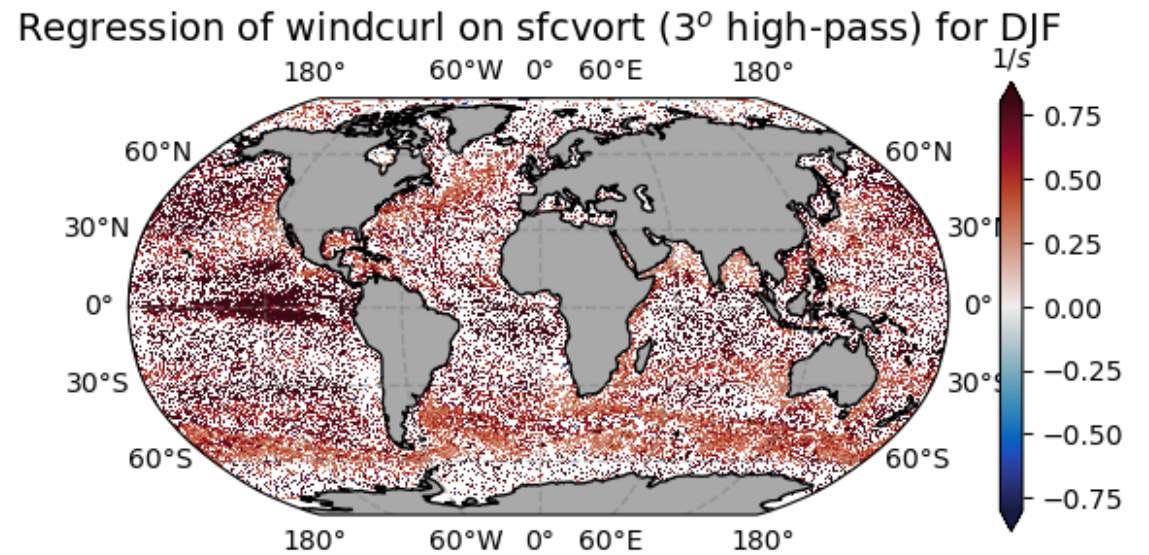 Regression of windcurl on sfcvort (3° high-pass) for DJF
1/s
180° 60°W 0° 60°E 180°
0.75
60°N 60°N
0.50
30°N 30°N
0.25
0° 0°
0.00
−0.25
30°S 30°S
−0.50
60°S 60°S
−0.75
180° 60°W 0° 60°E 180°